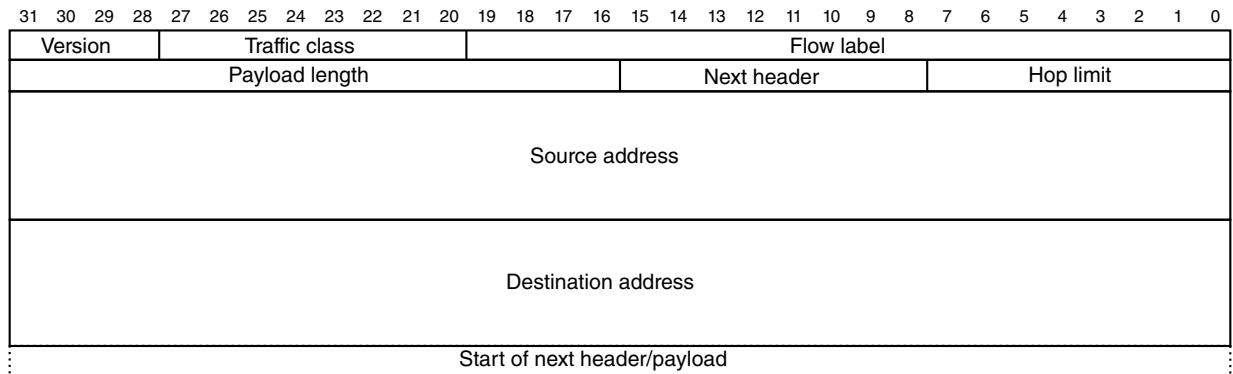 31 30 29 28 27 26 25 24 23 22 21 20 19 18 17 16 15 14 13 12 11 10 9 8 7 6 5 4 3 2 1 0
Version Traffic class Flow label
Payload length Next header Hop limit
Source address
Destination address
Start of next header/payload